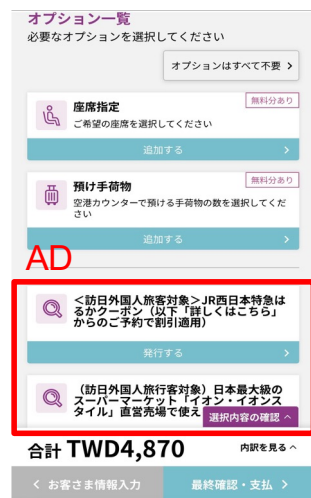 オプション一覧
必要なオプションを選択してください
オプションはすべて不要 >
座席指定
無料分あり
ご希望の座席を選択してください
追加する >
預け手荷物
無料分あり
空港カウンターで預ける手荷物の数を選択してくだ
さい
追加する >
AD
＜訪日外国人旅客対象＞JR西日本特急は
るかクーポン（以下「詳しくはこちら」
からのご予約で割引適用）
発行する >
（訪日外国人旅行客対象）日本最大級の
スーパーマーケット「イオン・イオンス
タイル」直営売場で使え
選択内容の確認 ^
合計 TWD4,870
内訳を見る ^
< お客さま情報入力
最終確認・支払 >